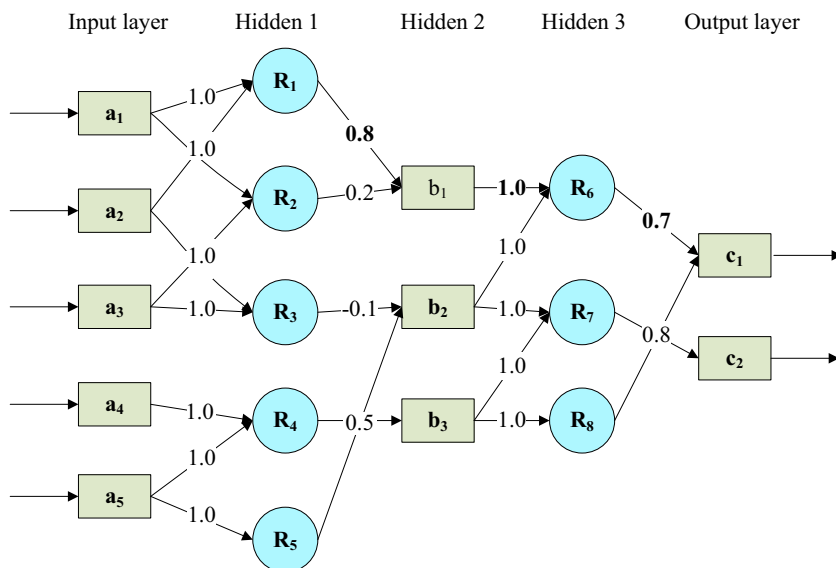 Input layer Hidden 1 Hidden 2 Hidden 3 Output layer
R₁
a₁ 1.0
0.8
1.0
b₁ 1.0 R₆
R₂ 0.2
a₂
0.7
1.0 1.0 c₁
a₃ 1.0 R₃ -0.1 b₂ 1.0 R₇
0.8
c₂
1.0
a₄ 1.0 R₄ 0.5 b₃ 1.0 R₈
1.0
a₅
1.0
R₅